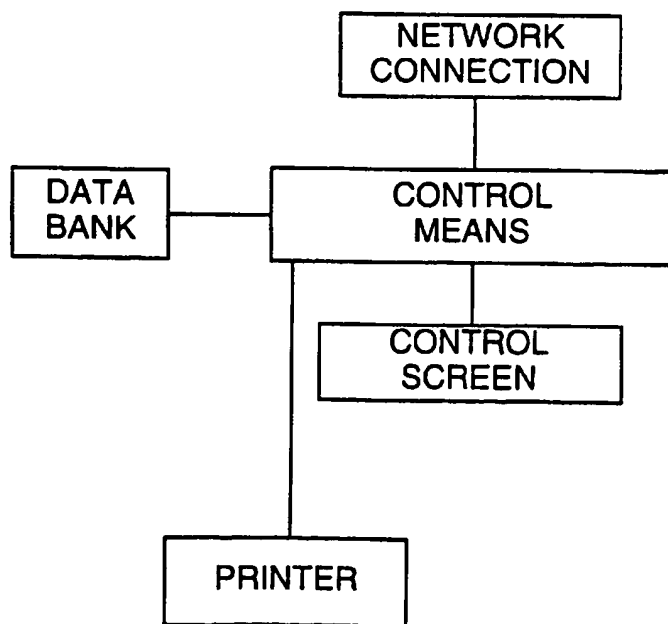 NETWORK
CONNECTION
DATA
BANK
CONTROL
MEANS
CONTROL
SCREEN
PRINTER